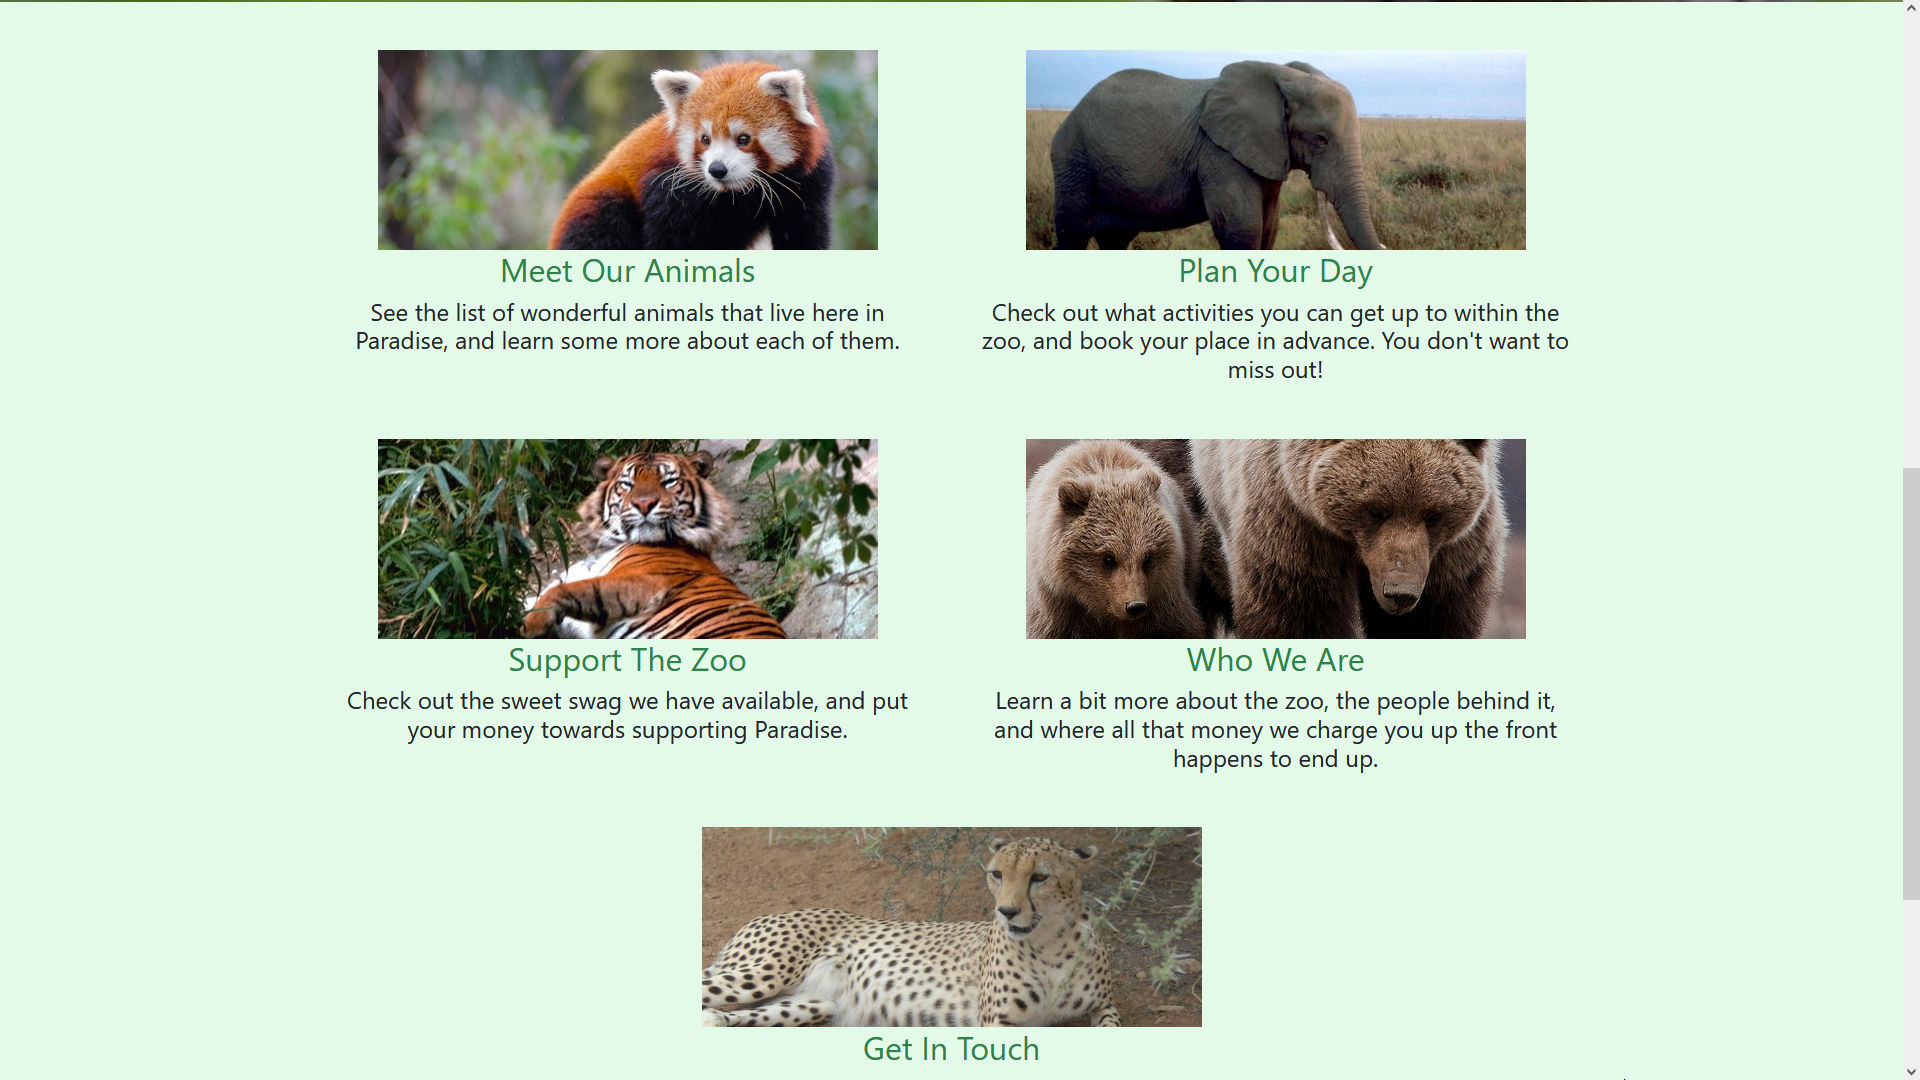 Meet Our Animals
See the list of wonderful animals that live here in
Paradise, and learn some more about each of them.
Plan Your Day
Check out what activities you can get up to within the
zoo, and book your place in advance. You don't want to
miss out!
Support The Zoo
Check out the sweet swag we have available, and put
your money towards supporting Paradise.
Who We Are
Learn a bit more about the zoo, the people behind it,
and where all that money we charge you up the front
happens to end up.
Get In Touch